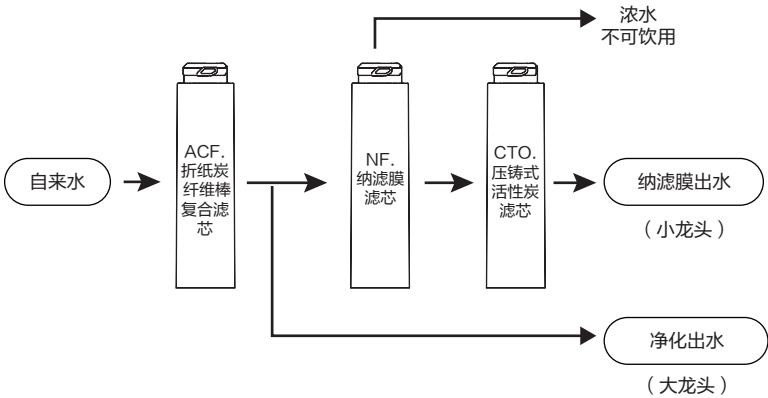 浓水
不可饮用
自来水
ACF.
折纸炭
纤维棒
复合滤
芯
NF.
纳滤膜
滤芯
CTO.
压铸式
活性炭
滤芯
纳滤膜出水
（小龙头）
净化出水
（大龙头）